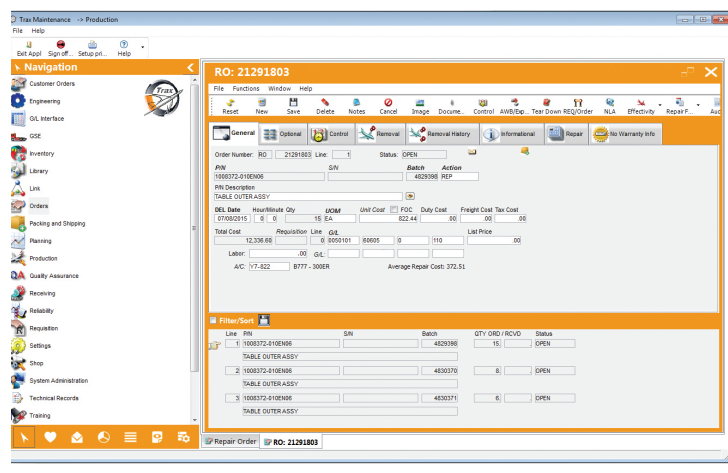 Trax Maintenance -> Production
File Help
Exit Appl Sign off... Setup pri... Help
Navigation
Customer Orders
Trax
Engineering
G/L Interface
GSE
Inventory
Library
Link
Orders
Packing and Shipping
Planning
Production
QA Quality Assurance
Receiving
Reliability
Requisition
Settings
Shop
System Administration
Technical Records
Training
RO: 21291803
File Functions Window Help
Reset New Save Delete Notes Cancel Image Docume... Control AWB/Exp... Tear Down REQ/Order NLA Effectivity Repair F... Aud
General Optional Control Removal Removal History Informational Repair No Warranty Info
Order Number: RO 21291803 Line: 1 Status: OPEN
P/N S/N Batch Action
1008372-010EN06 4829398 REP
P/N Description
TABLE OUTER ASSY
DEL Date Hour/Minute Qty UOM Unit Cost FOC Duty Cost Freight Cost Tax Cost
07/08/2015 0 0 15 EA 822.44 .00 .00 .00
Total Cost Requisition Line G/L List Price
12,336.60 0 0050101 60605 0 110 .00
Labor: .00 G/L:
A/C: Y7-822 B777 - 300ER Average Repair Cost: 372.51
Filter/Sort
Line P/N S/N Batch QTY ORD / RCVD Status
1 1008372-010EN06 4829398 15. . OPEN
TABLE OUTER ASSY
2 1008372-010EN06 4830370 8. . OPEN
TABLE OUTER ASSY
3 1008372-010EN06 4830371 6. . OPEN
TABLE OUTER ASSY
Repair Order RO: 21291803